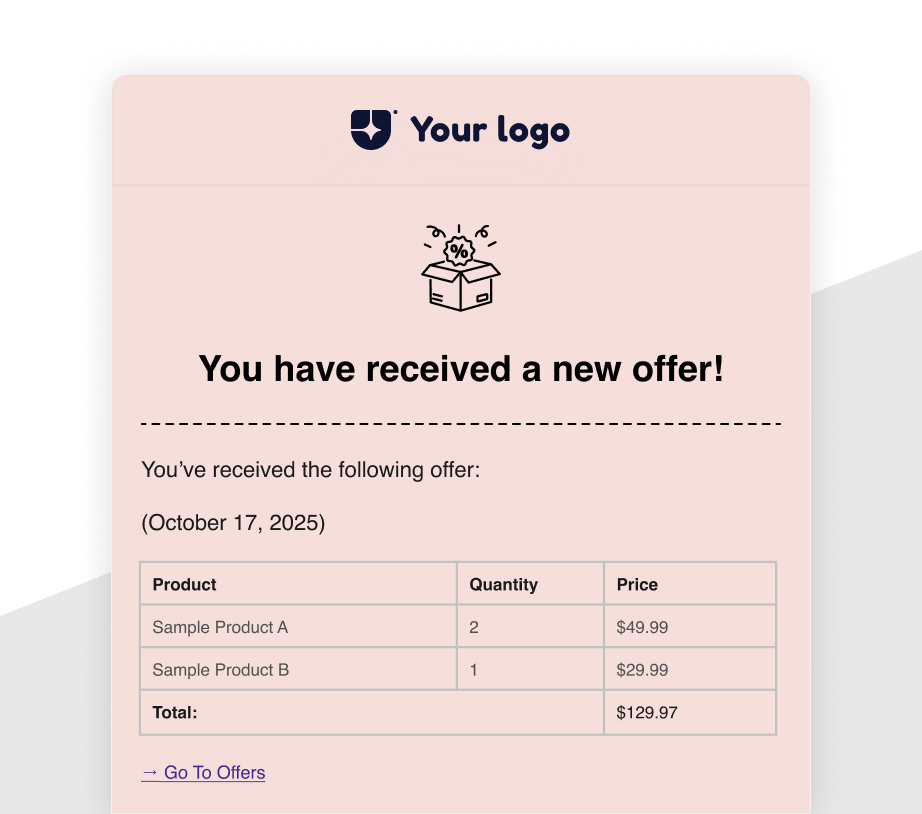 Your logo
%
You have received a new offer!
You’ve received the following offer:
(October 17, 2025)
Product Quantity Price
Sample Product A 2 $49.99
Sample Product B 1 $29.99
Total: $129.97
→ Go To Offers